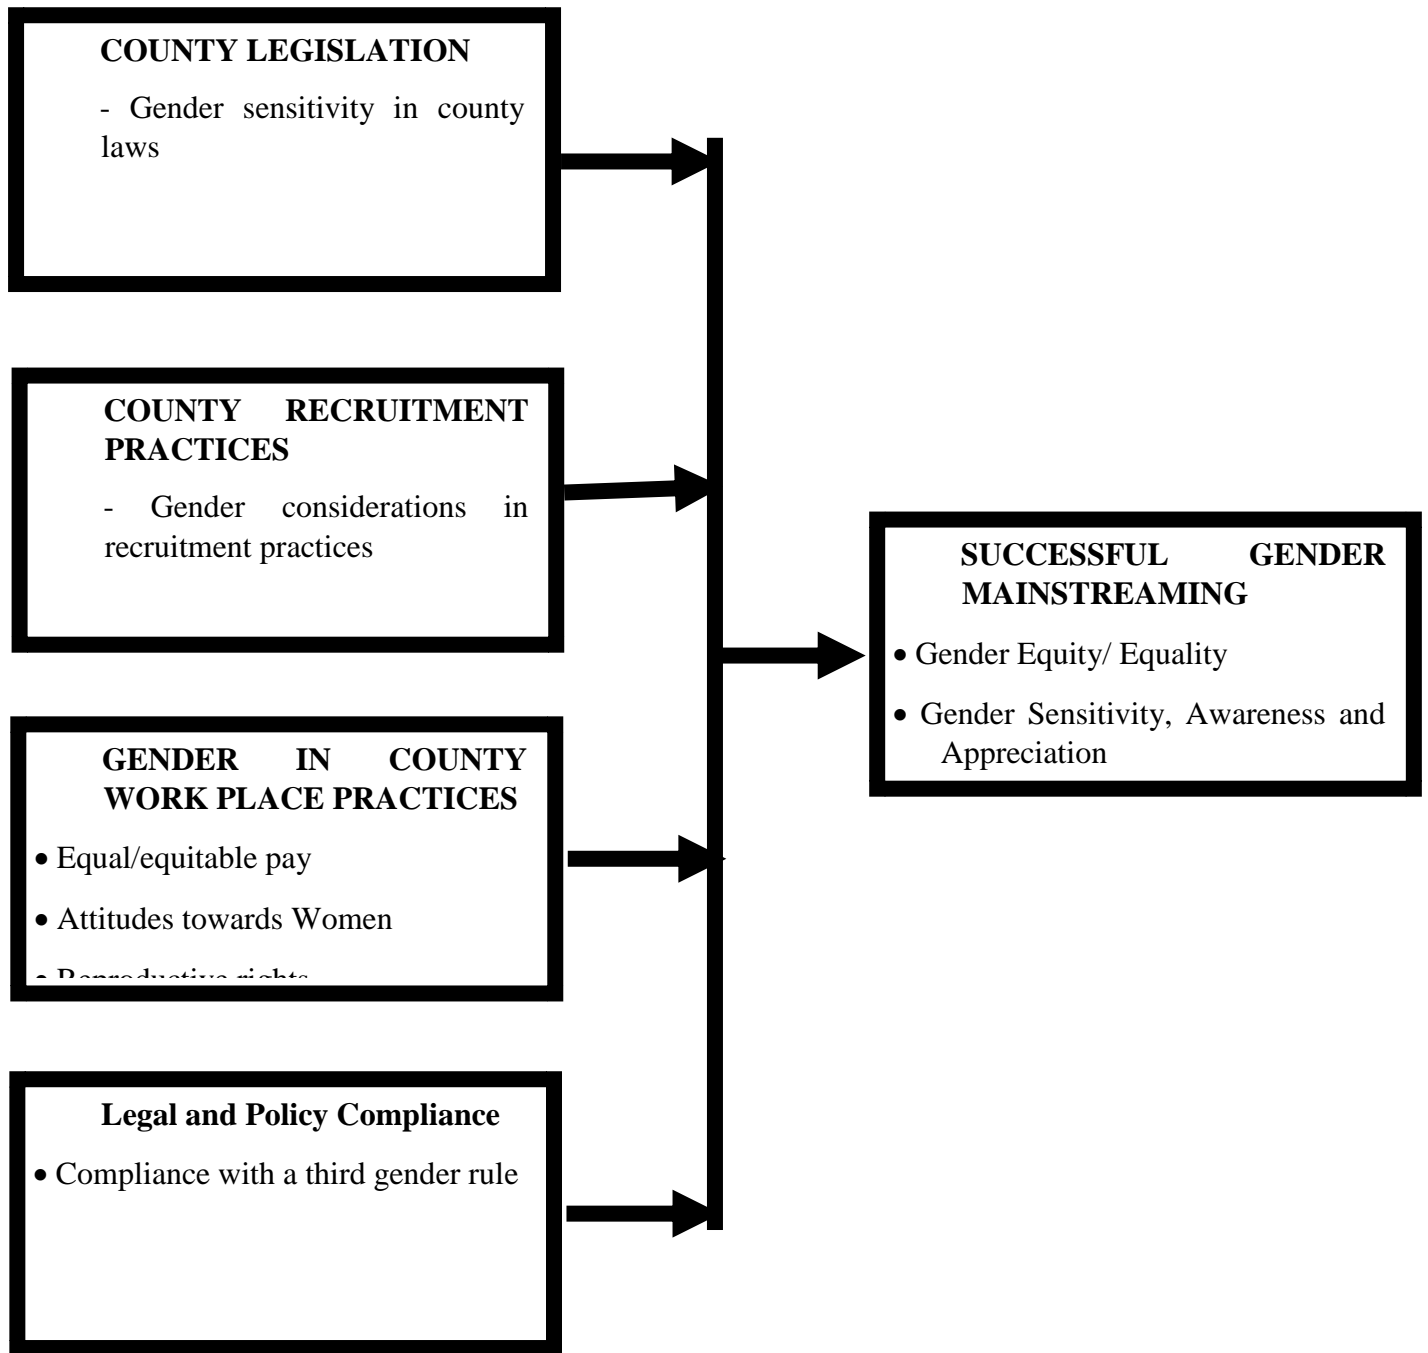 COUNTY LEGISLATION
- Gender sensitivity in county
laws
COUNTY RECRUITMENT
PRACTICES
- Gender considerations in
recruitment practices
GENDER IN COUNTY
WORK PLACE PRACTICES
• Equal/equitable pay
• Attitudes towards Women
• Reproductive rights
Legal and Policy Compliance
• Compliance with a third gender rule
SUCCESSFUL GENDER
MAINSTREAMING
• Gender Equity/ Equality
• Gender Sensitivity, Awareness and
Appreciation